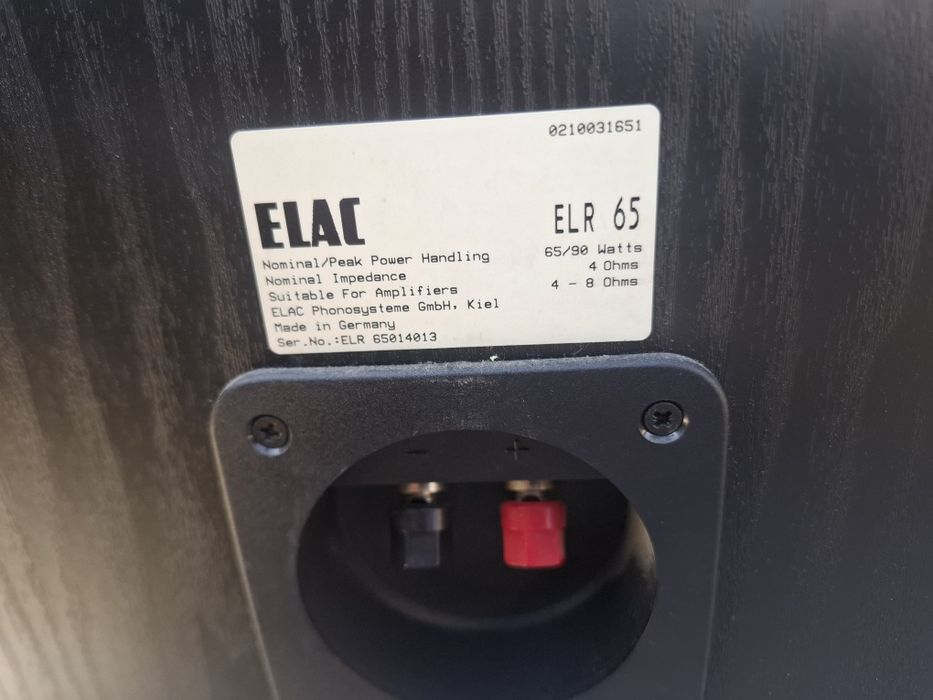 0210031651
ELAC ELR 65
Nominal/Peak Power Handling 65/90 Watts
Nominal Impedance 4 Ohms
Suitable For Amplifiers 4 - 8 Ohms
ELAC Phonosysteme GmbH, Kiel
Made in Germany
Ser.No.:ELR 65014013
- +